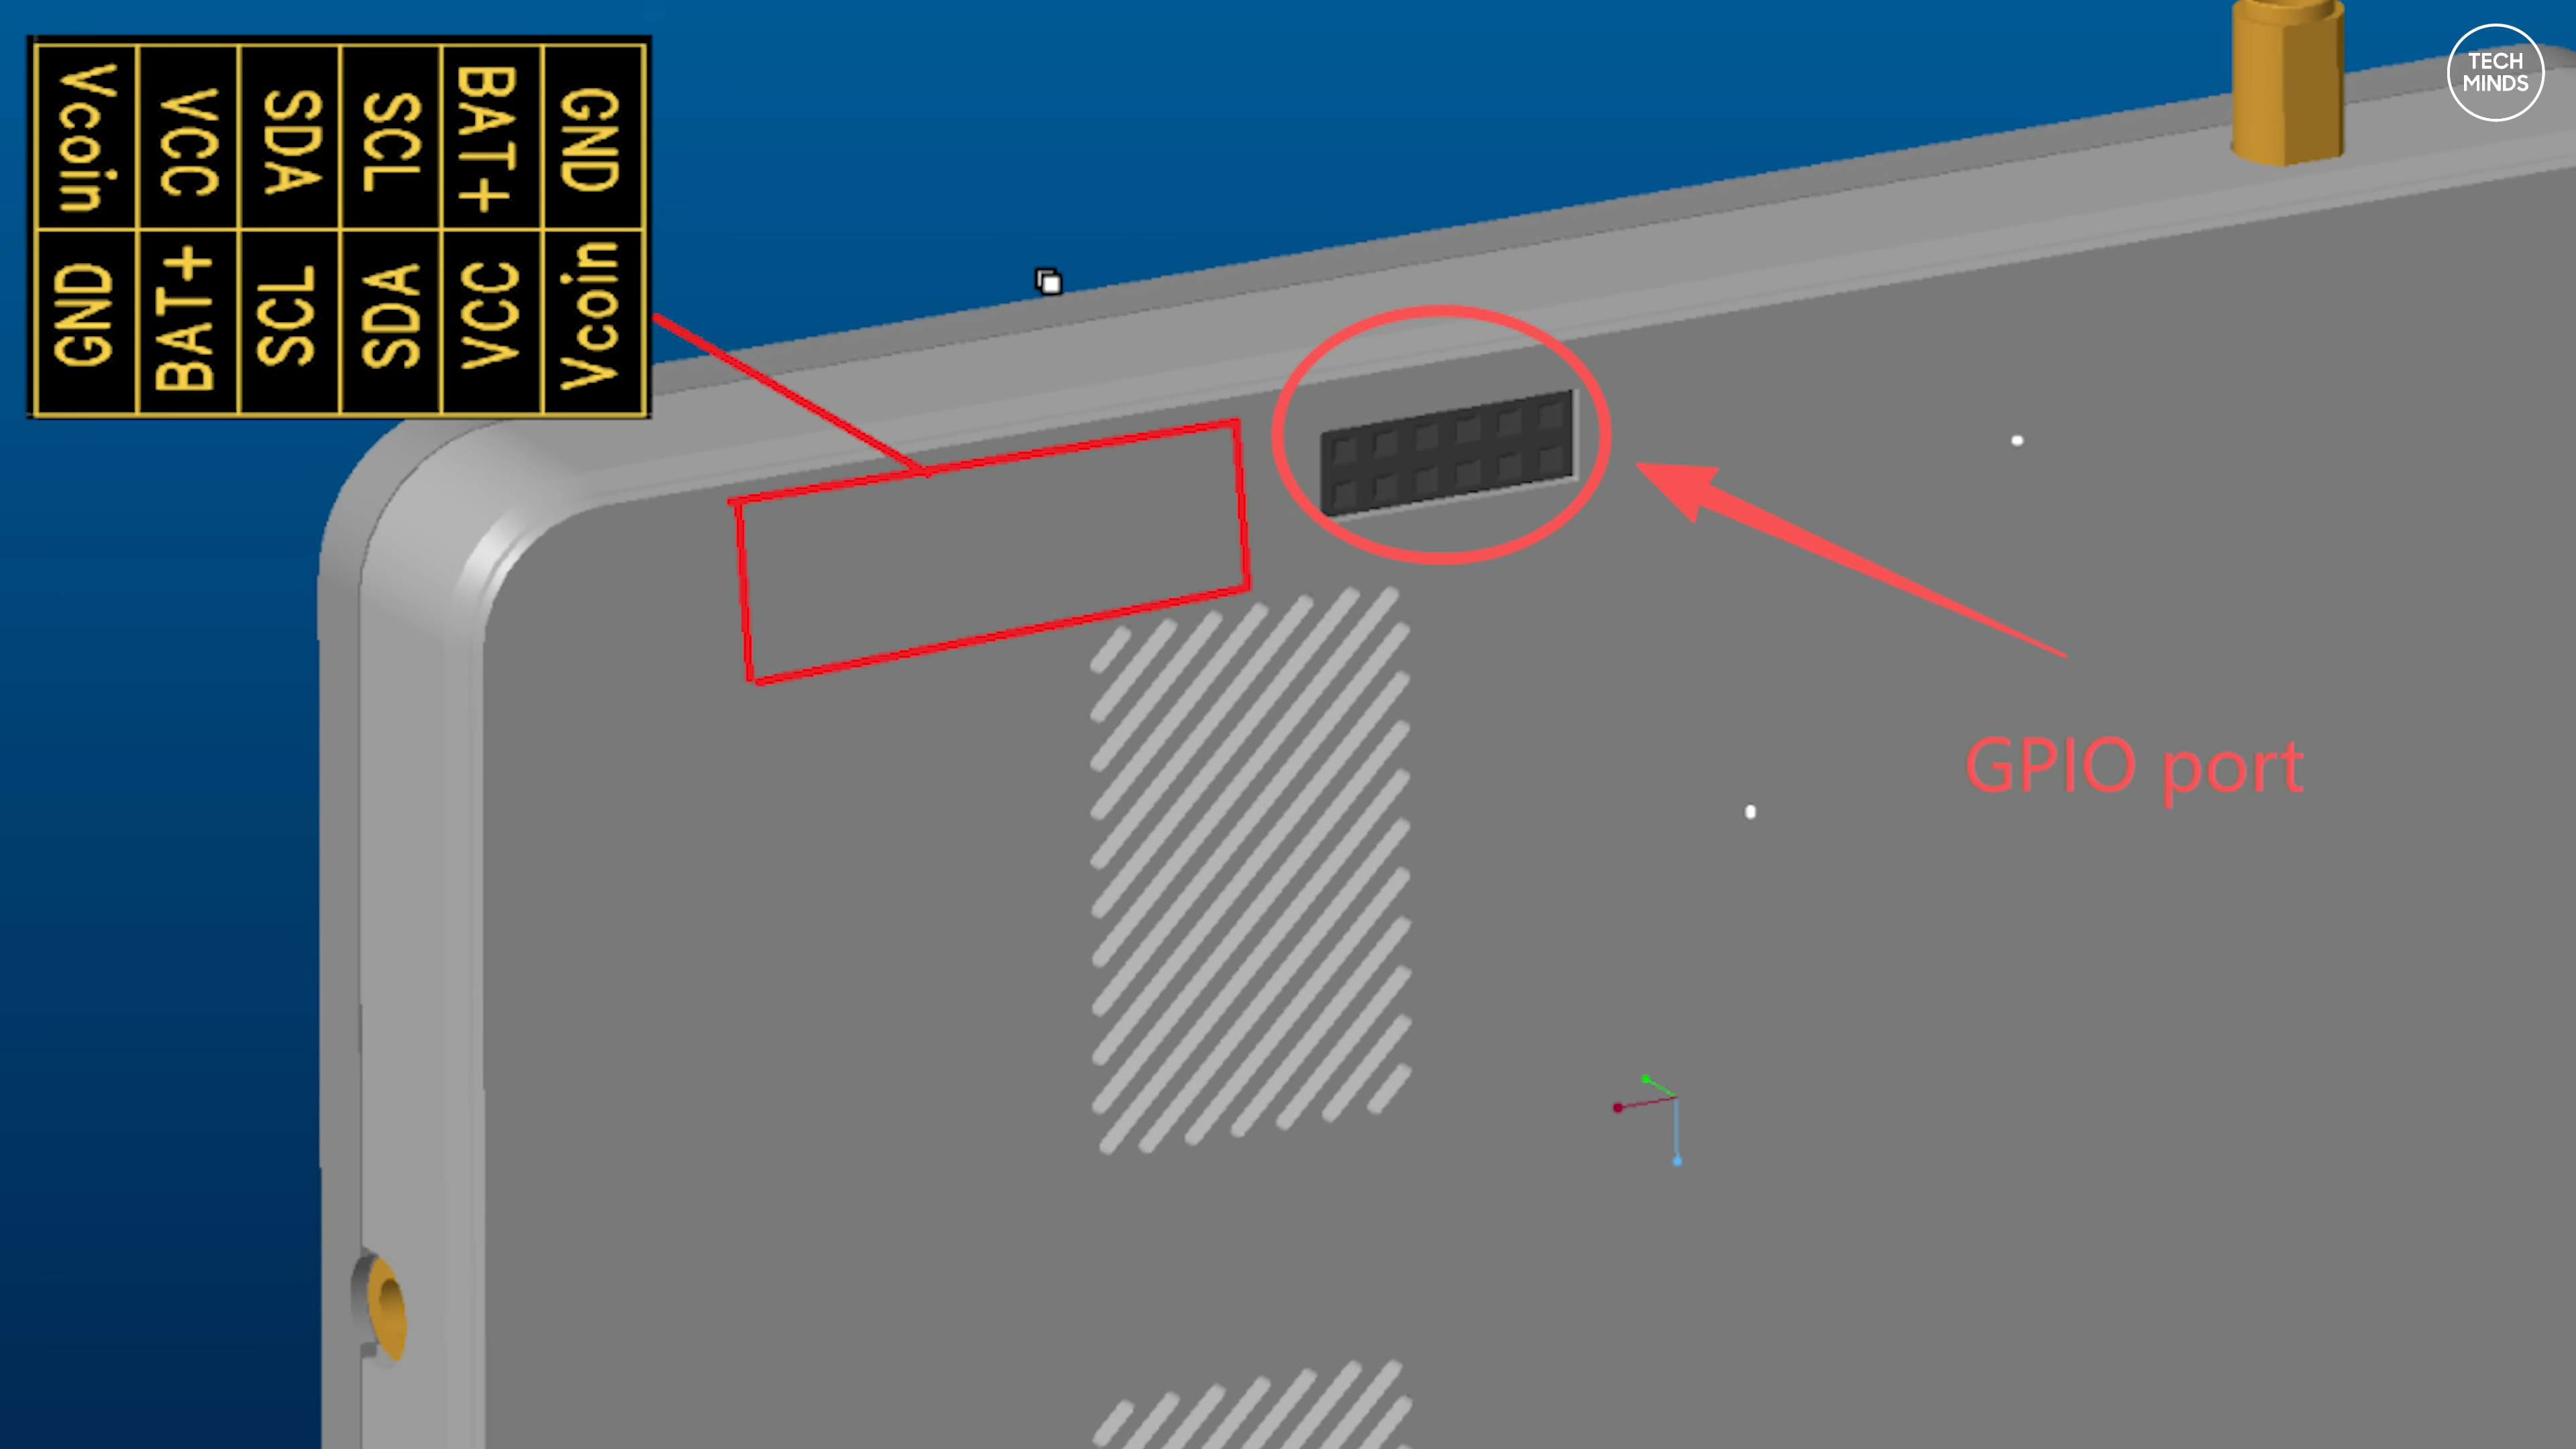 Vcoin VCC SDA SCL BAT+ GND
GND BAT+ SCL SDA VCC Vcoin
TECH
MINDS
GPIO port